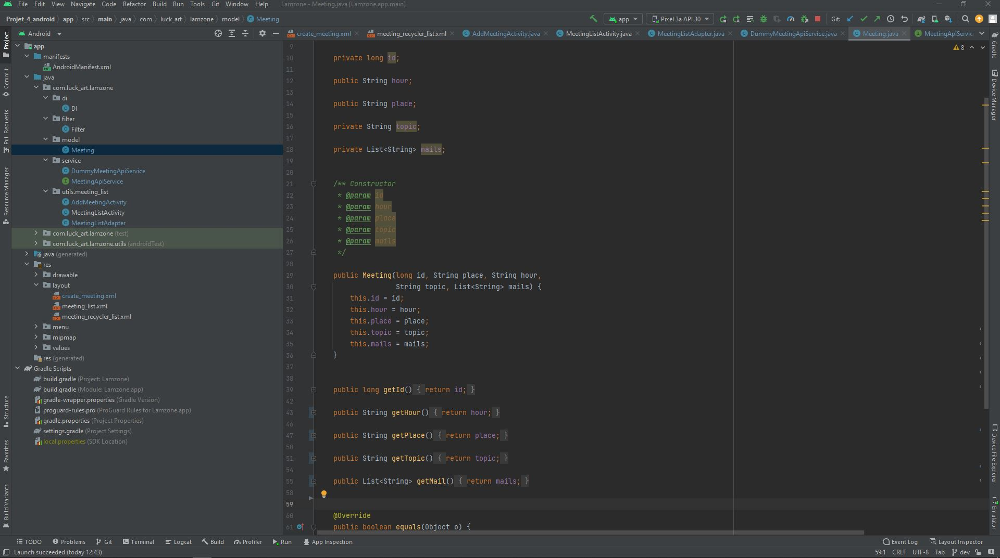 File Edit View Navigate Code Refactor Build Run Tools Git Window Help Lamzone - Meeting.java [Lamzone.app.main]
Projet_4_android app src main java com luck_art lamzone model Meeting app Pixel 3a API 30 Git:
Project
Commit
Pull Requests
Resource Manager
Structure
Favorites
Build Variants
Android
app
manifests
AndroidManifest.xml
java
com.luck_art.lamzone
di
DI
filter
Filter
model
Meeting
service
DummyMeetingApiService
MeetingApiService
utils.meeting_list
AddMeetingActivity
MeetingListActivity
MeetingListAdapter
com.luck_art.lamzone (test)
com.luck_art.lamzone.utils (androidTest)
java (generated)
res
drawable
layout
create_meeting.xml
meeting_list.xml
meeting_recycler_list.xml
menu
mipmap
values
res (generated)
Gradle Scripts
build.gradle (Project: Lamzone)
build.gradle (Module: Lamzone.app)
gradle-wrapper.properties (Gradle Version)
proguard-rules.pro (ProGuard Rules for Lamzone.app)
gradle.properties (Project Properties)
settings.gradle (Project Settings)
local.properties (SDK Location)
create_meeting.xml meeting_recycler_list.xml AddMeetingActivity.java MeetingListActivity.java MeetingListAdapter.java DummyMeetingApiService.java Meeting.java MeetingApiServic
8
9
10 private long id;
11
12 public String hour;
13
14 public String place;
15
16 private String topic;
17
18 private List<String> mails;
19
20
21 /** Constructor
22 * @param id
23 * @param hour
24 * @param place
25 * @param topic
26 * @param mails
27 */
28
29 public Meeting(long id, String place, String hour,
30 String topic, List<String> mails) {
31 this.id = id;
32 this.hour = hour;
33 this.place = place;
34 this.topic = topic;
35 this.mails = mails;
36 }
37
38
39 public long getId() { return id; }
42
43 public String getHour() { return hour; }
46
47 public String getPlace() { return place; }
50
51 public String getTopic() { return topic; }
54
55 public List<String> getMail() { return mails; }
58
59
60 @Override
61 public boolean equals(Object o) {
Gradle
Device Manager
Device File Explorer
Emulator
TODO Problems Git Terminal Logcat Build Profiler Run App Inspection Event Log Layout Inspector
Launch succeeded (today 12:43) 59:1 CRLF UTF-8 Tab dev